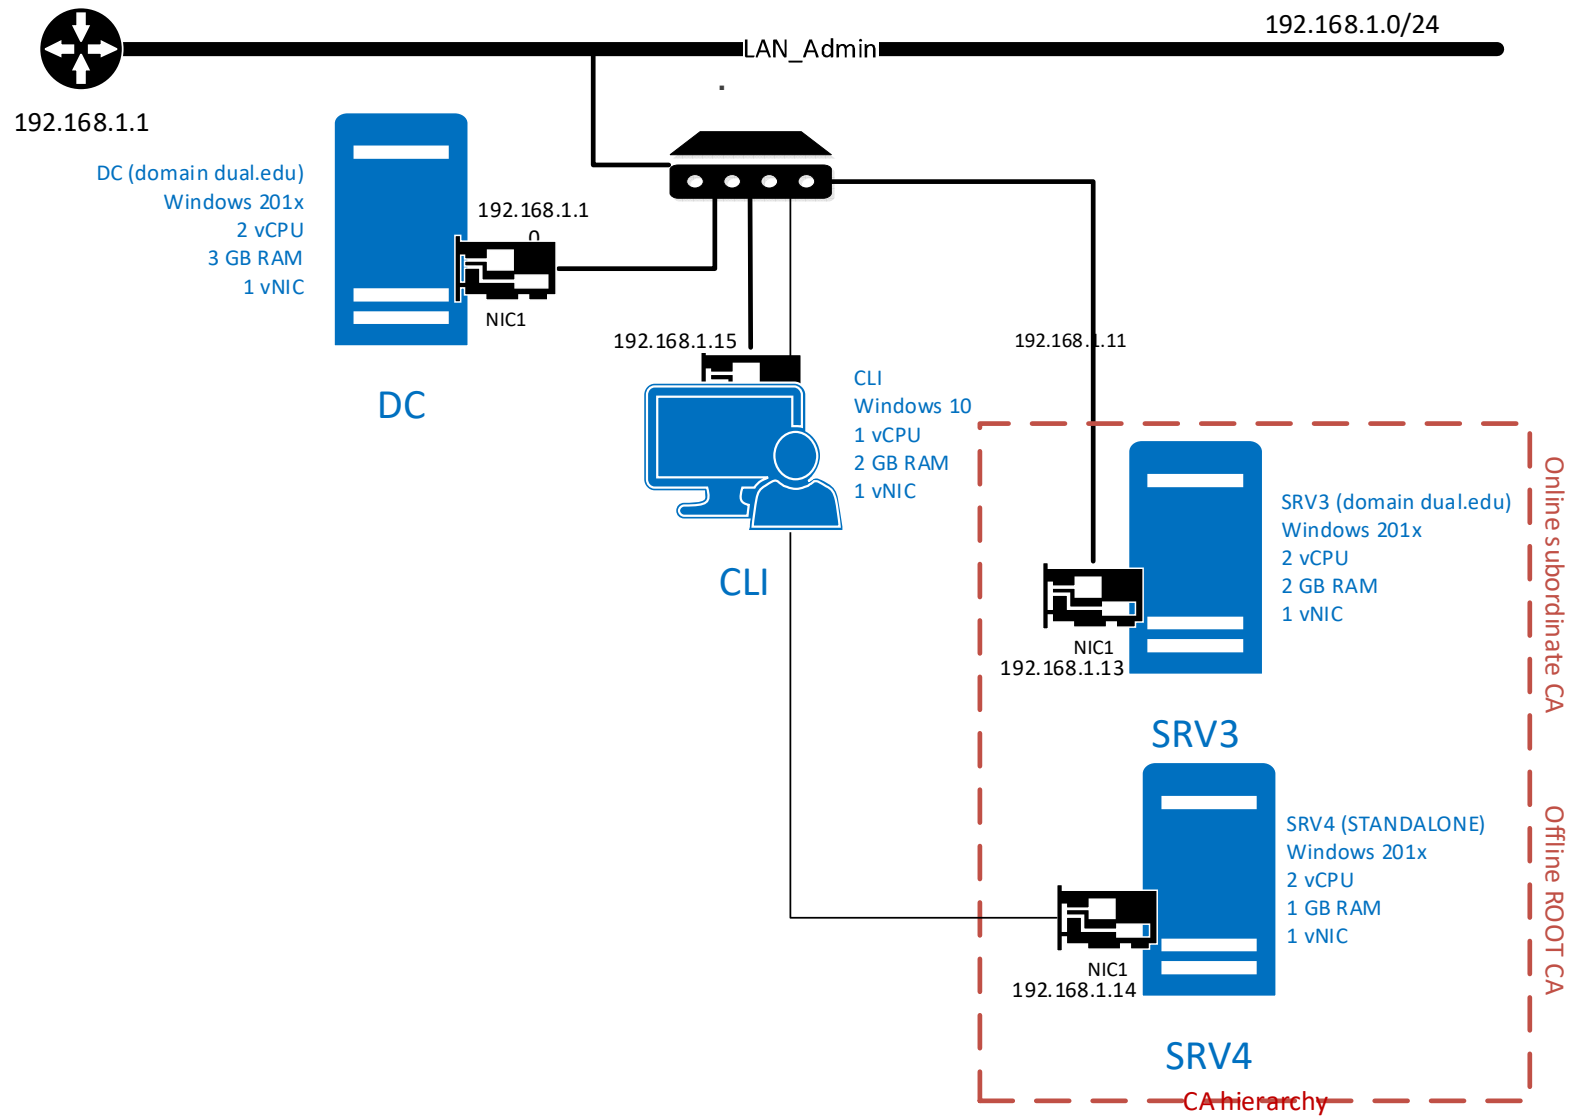 192.168.1.0/24
LAN_Admin
.
192.168.1.1
DC (domain dual.edu)
Windows 201x
2 vCPU
3 GB RAM
1 vNIC
192.168.1.1
0
NIC1
DC
192.168.1.15
CLI
Windows 10
1 vCPU
2 GB RAM
1 vNIC
CLI
192.168.1.11
SRV3 (domain dual.edu)
Windows 201x
2 vCPU
2 GB RAM
1 vNIC
NIC1
192.168.1.13
SRV3
Online subordinate CA
SRV4 (STANDALONE)
Windows 201x
2 vCPU
1 GB RAM
1 vNIC
NIC1
192.168.1.14
SRV4
Offline ROOT CA
CA hierarchy